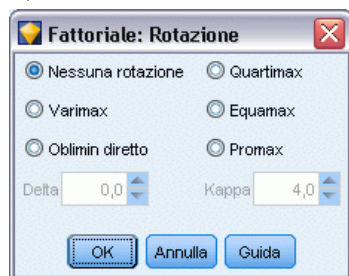 Fattoriale: Rotazione
Nessuna rotazione Quartimax
Varimax Equamax
Oblimin diretto Promax
Delta 0,0 Kappa 4,0
OK Annulla Guida